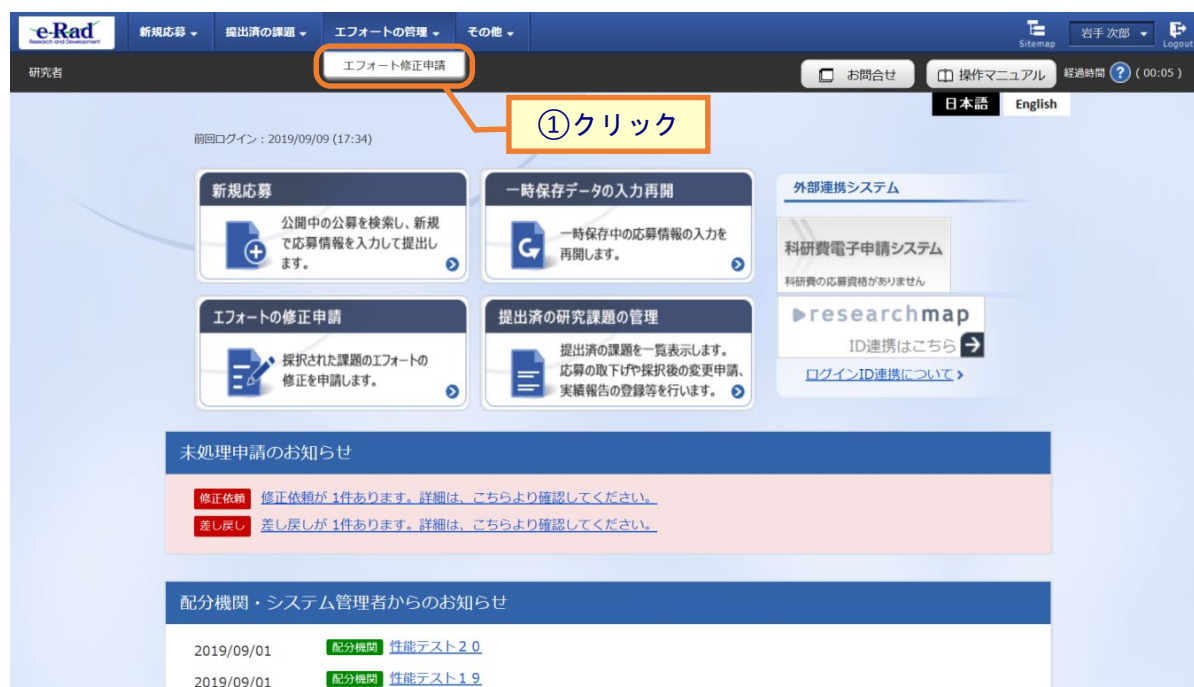 e-Rad
Research and Development
新規応募
提出済の課題
エフォートの管理
その他
Sitemap
岩手 次郎
Logout
研究者
エフォート修正申請
お問合せ
操作マニュアル
経過時間 ? ( 00:05 )
日本語 English
①クリック
前回ログイン：2019/09/09 (17:34)
新規応募
公開中の公募を検索し、新規
で応募情報を入力して提出し
ます。
一時保存データの入力再開
一時保存中の応募情報の入力を
再開します。
外部連携システム
科研費電子申請システム
科研費の応募資格がありません
エフォートの修正申請
採択された課題のエフォートの
修正を申請します。
提出済の研究課題の管理
提出済の課題を一覧表示します。
応募の取下げや採択後の変更申請、
実績報告の登録等を行います。
researchmap
ID連携はこちら
ログインID連携について
未処理申請のお知らせ
修正依頼 修正依頼が 1件あります。詳細は、こちらより確認してください。
差し戻し 差し戻しが 1件あります。詳細は、こちらより確認してください。
配分機関・システム管理者からのお知らせ
2019/09/01 配分機関 性能テスト２０
2019/09/01 配分機関 性能テスト１９